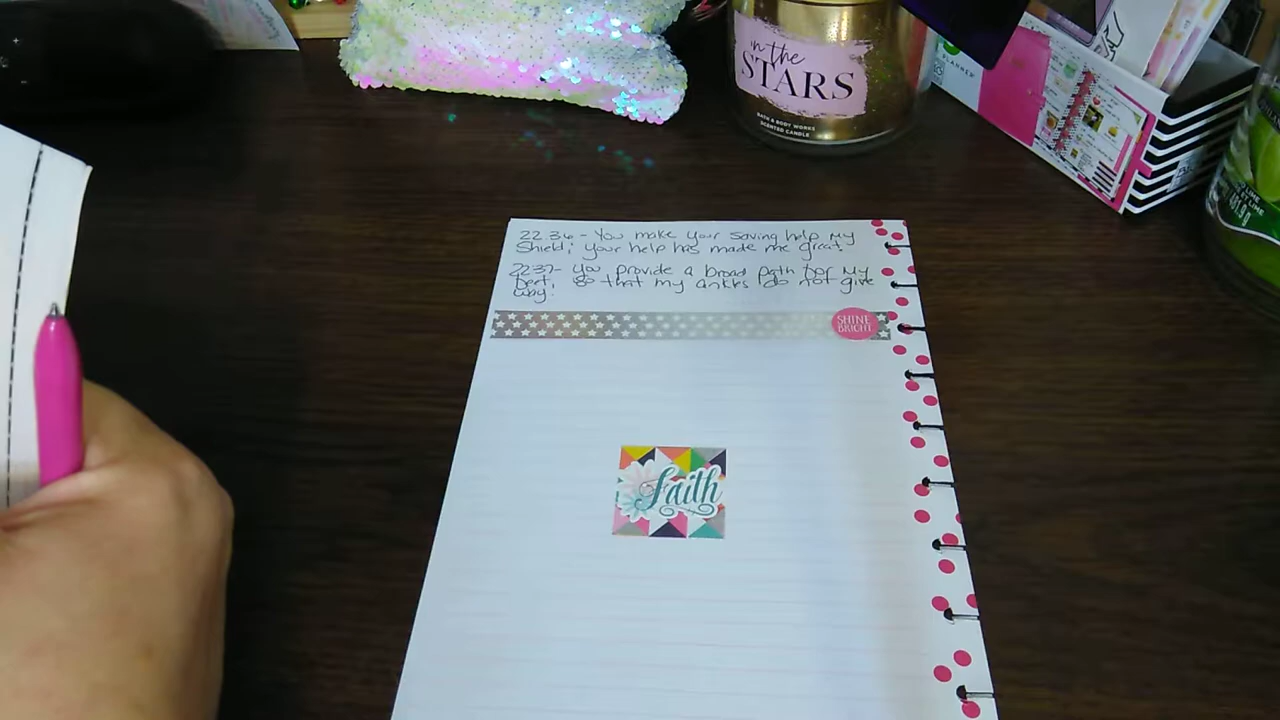 in the
STARS
BATH & BODY WORKS
SCENTED CANDLE
22:36 - You make your saving help my
Shield; your help has made me great.
22:37 - You provide a broad path for my
feet, so that my ankles do not give
way.
SHINE
BRIGHT
Faith